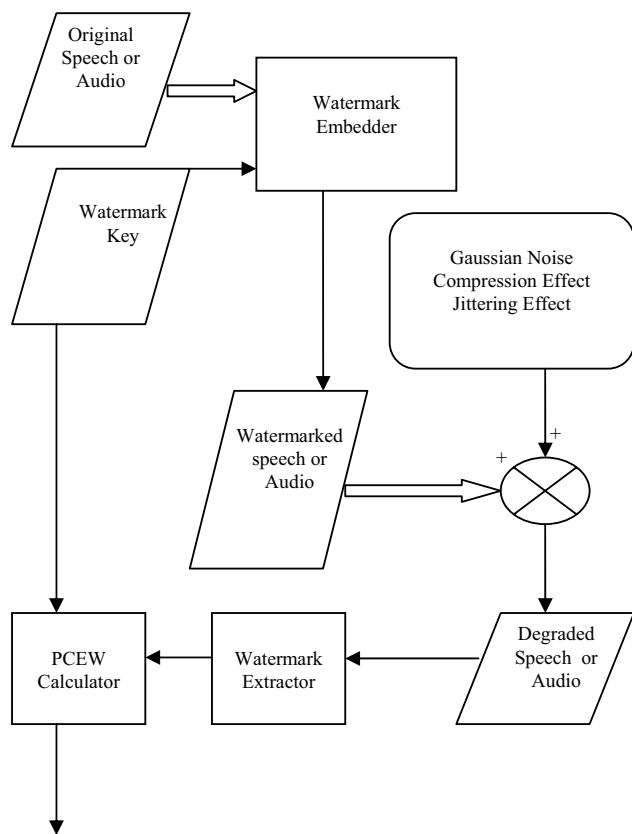 Original
Speech or
Audio
Watermark
Embedder
Watermark
Key
Gaussian Noise
Compression Effect
Jittering Effect
Watermarked
speech or
Audio
+
+
PCEW
Calculator
Watermark
Extractor
Degraded
Speech or
Audio